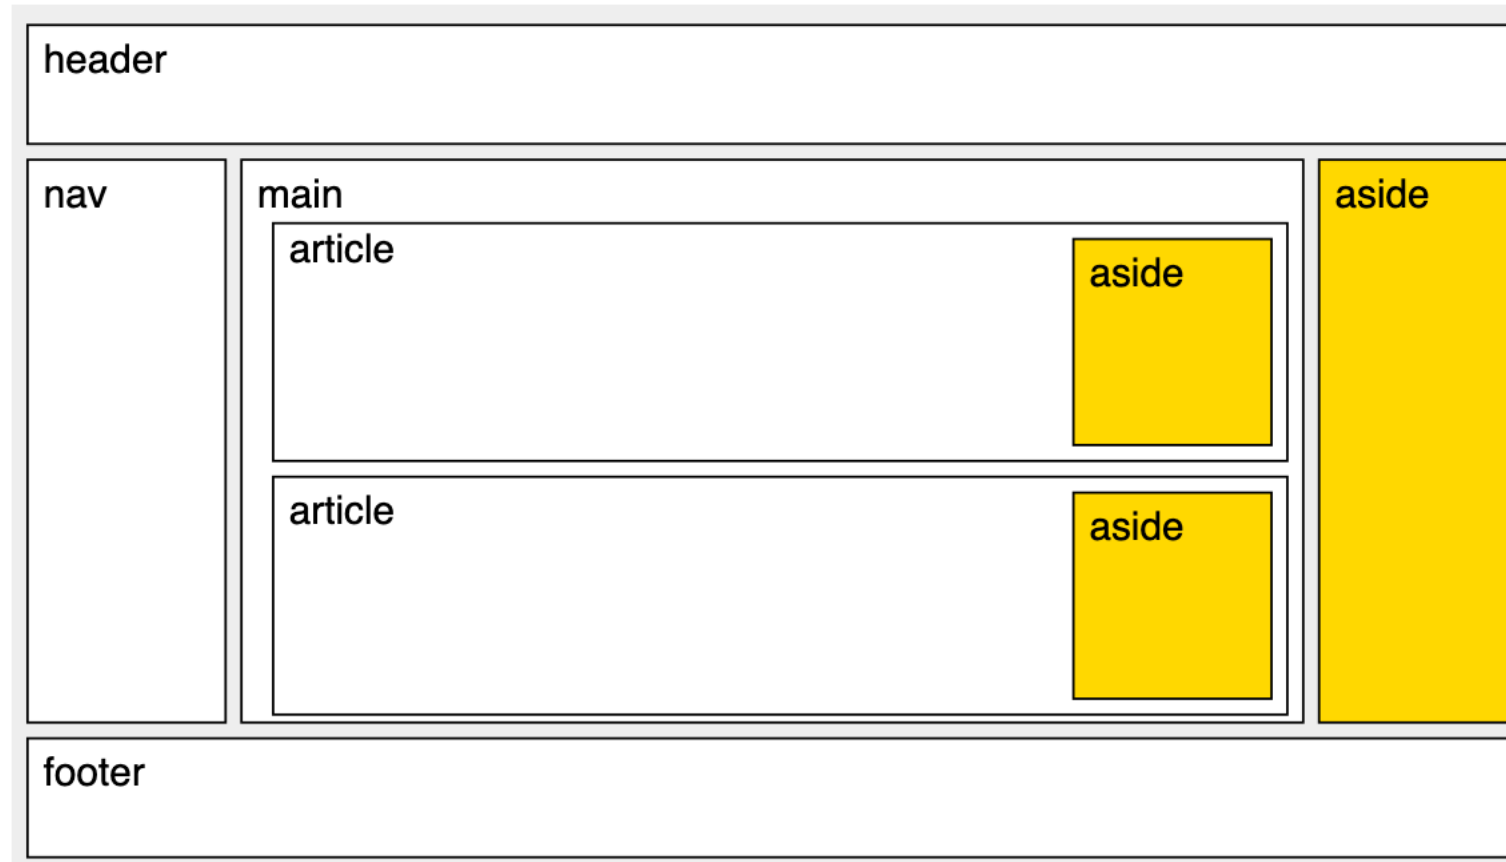 header
nav
main
article
aside
article
aside
aside
footer